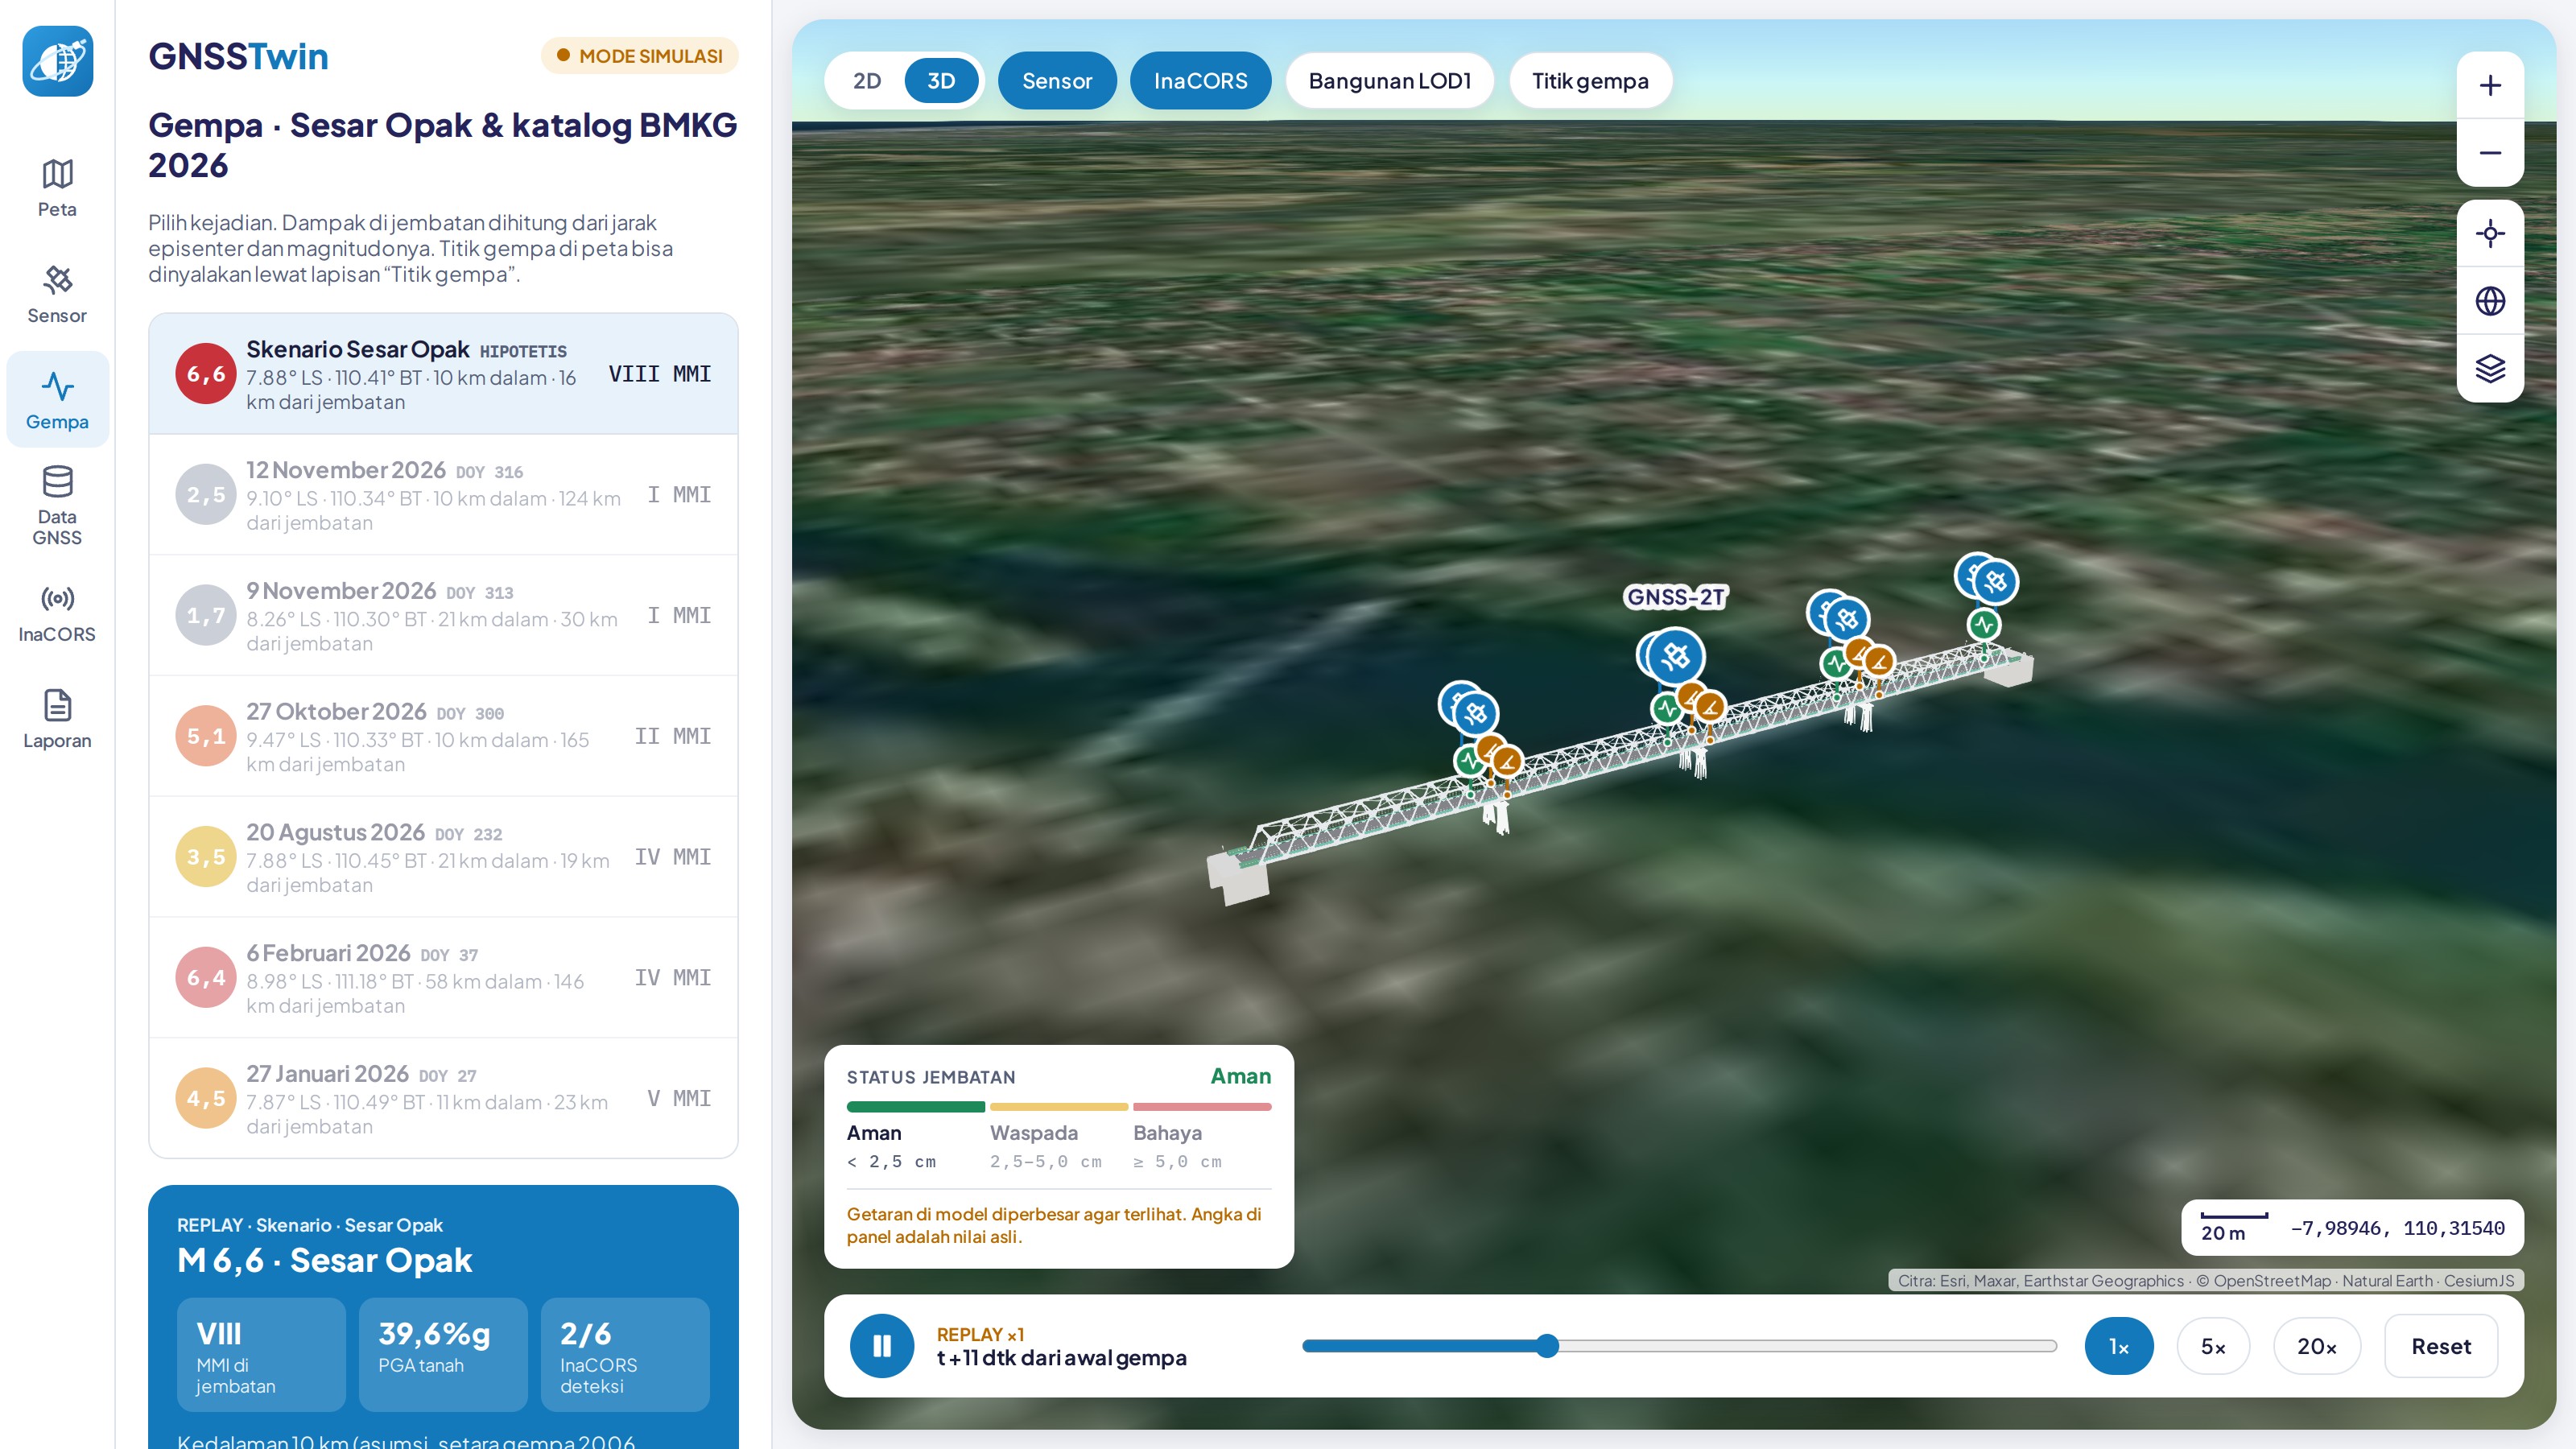 GNSSTwin
MODE SIMULASI
Gempa · Sesar Opak & katalog BMKG
2026
Pilih kejadian. Dampak di jembatan dihitung dari jarak
episenter dan magnitudonya. Titik gempa di peta bisa
dinyalakan lewat lapisan “Titik gempa”.
Peta
Sensor
Gempa
Data
GNSS
InaCORS
Laporan
6,6
Skenario Sesar Opak HIPOTETIS
7.88° LS · 110.41° BT · 10 km dalam · 16
km dari jembatan
VIII MMI
2,5
12 November 2026 DOY 316
9.10° LS · 110.34° BT · 10 km dalam · 124 km
dari jembatan
I MMI
1,7
9 November 2026 DOY 313
8.26° LS · 110.30° BT · 21 km dalam · 30 km
dari jembatan
I MMI
5,1
27 Oktober 2026 DOY 300
9.47° LS · 110.33° BT · 10 km dalam · 165
km dari jembatan
II MMI
3,5
20 Agustus 2026 DOY 232
7.88° LS · 110.45° BT · 21 km dalam · 19 km
dari jembatan
IV MMI
6,4
6 Februari 2026 DOY 37
8.98° LS · 111.18° BT · 58 km dalam · 146
km dari jembatan
IV MMI
4,5
27 Januari 2026 DOY 27
7.87° LS · 110.49° BT · 11 km dalam · 23 km
dari jembatan
V MMI
REPLAY · Skenario · Sesar Opak
M 6,6 · Sesar Opak
VIII
MMI di
jembatan
39,6%g
PGA tanah
2/6
InaCORS
deteksi
Kedalaman 10 km (asumsi, setara gempa 2006
2D
3D
Sensor
InaCORS
Bangunan LOD1
Titik gempa
GNSS-2T
STATUS JEMBATAN
Aman
Aman
< 2,5 cm
Waspada
2,5–5,0 cm
Bahaya
≥ 5,0 cm
Getaran di model diperbesar agar terlihat. Angka di
panel adalah nilai asli.
20 m
−7,98946, 110,31540
Citra: Esri, Maxar, Earthstar Geographics · © OpenStreetMap · Natural Earth · CesiumJS
REPLAY ×1
t +11 dtk dari awal gempa
1×
5×
20×
Reset